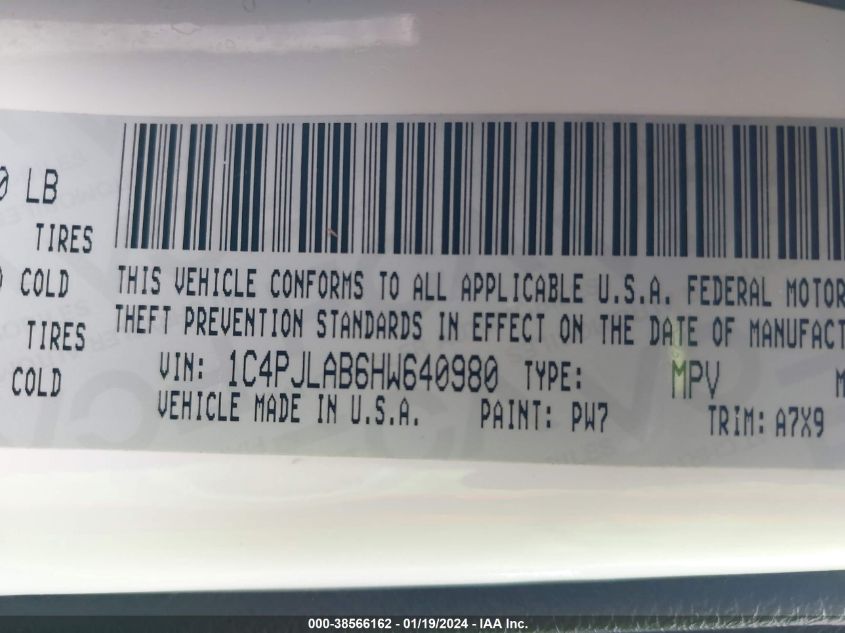 0 LB
TIRES
0 COLD
TIRES
COLD
THIS VEHICLE CONFORMS TO ALL APPLICABLE U.S.A. FEDERAL MOTOR
THEFT PREVENTION STANDARDS IN EFFECT ON THE DATE OF MANUFACT
VIN: 1C4PJLAB6HW640980 TYPE: MPV M
VEHICLE MADE IN U.S.A. PAINT: PW7 TRIM: A7X9
000-38566162 - 01/19/2024 - IAA Inc.